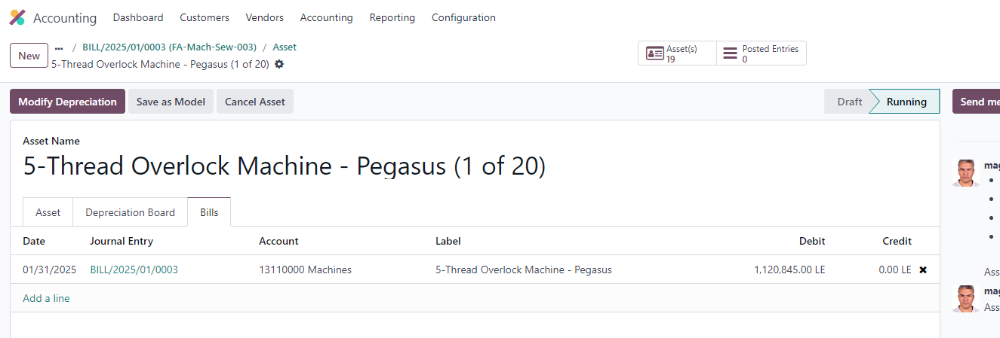 Accounting Dashboard Customers Vendors Accounting Reporting Configuration
New ... / BILL/2025/01/0003 (FA-Mach-Sew-003) / Asset
5-Thread Overlock Machine - Pegasus (1 of 20)
Asset(s)
19
Posted Entries
0
Modify Depreciation Save as Model Cancel Asset Draft Running Send me
Asset Name
5-Thread Overlock Machine - Pegasus (1 of 20)
Asset Depreciation Board Bills
Date Journal Entry Account Label Debit Credit
01/31/2025 BILL/2025/01/0003 13110000 Machines 5-Thread Overlock Machine - Pegasus 1,120,845.00 LE 0.00 LE
Add a line
mag
Ass
mag
Ass